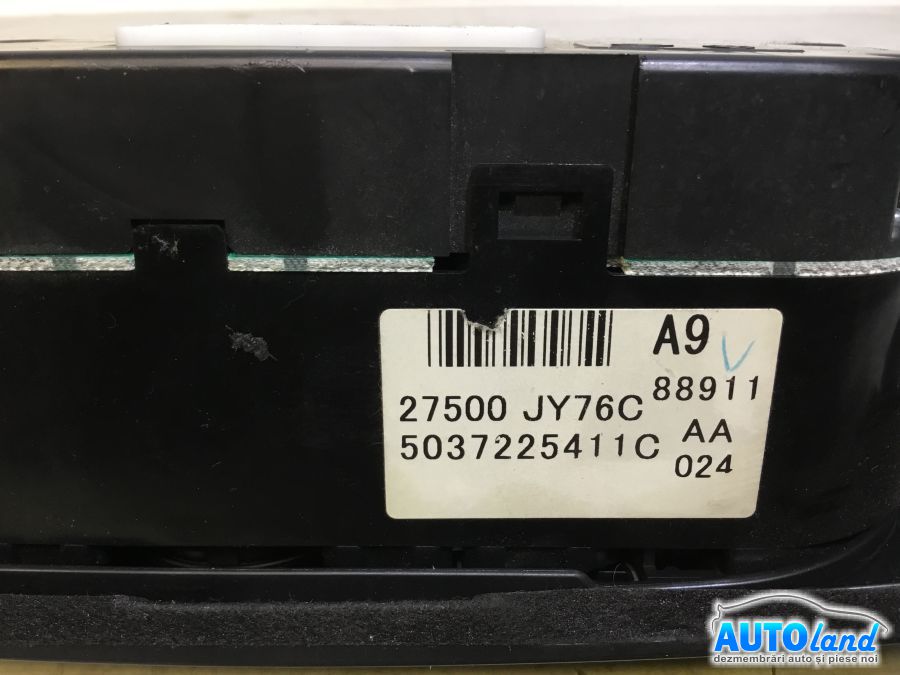 A9
88911
27500 JY76C
5037225411C
AA
024
AUTOland
dezmembrări auto și piese noi